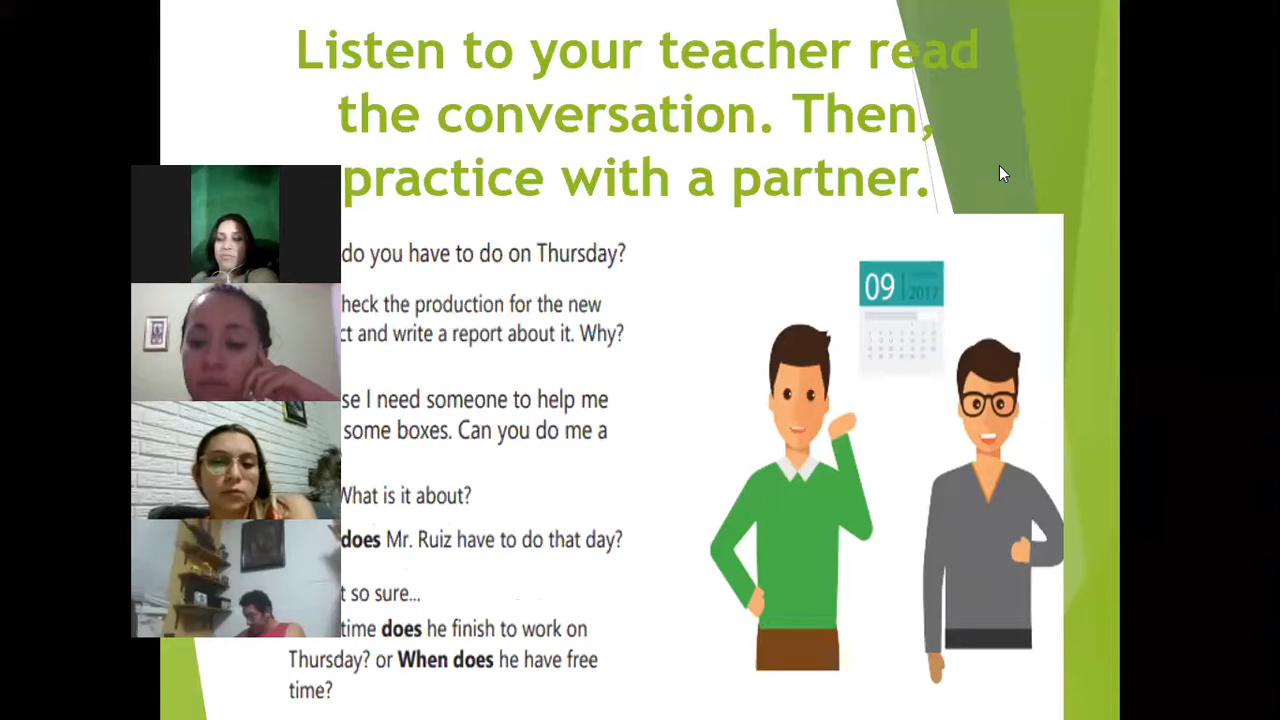 Listen to your teacher read
the conversation. Then,
practice with a partner.
do you have to do on Thursday?
heck the production for the new
ct and write a report about it. Why?
se I need someone to help me
some boxes. Can you do me a
What is it about?
does Mr. Ruiz have to do that day?
t so sure...
time does he finish to work on
Thursday? or When does he have free
time?
09
2017